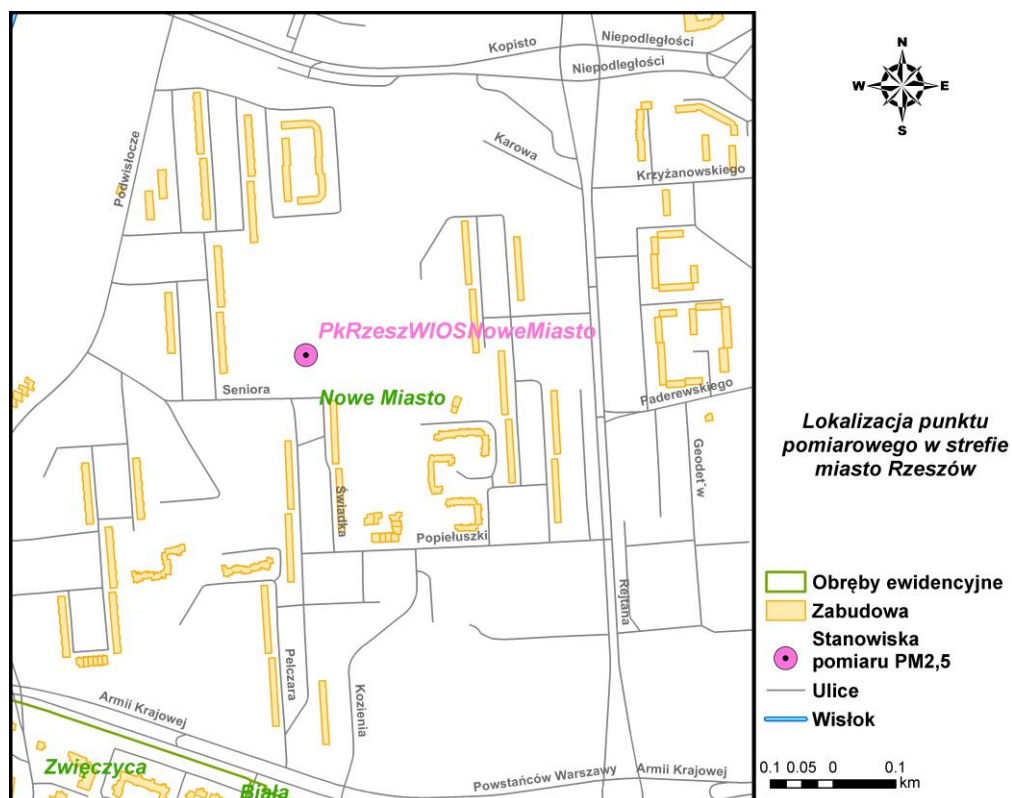 Kopisto
Niepodległości
Niepodległości
Podwisłocze
Karowa
Krzyżanowskiego
PkRzeszWIOSNoweMiasto
Seniora
Nowe Miasto
Paderewskiego
Geodet˘w
Świadka
Popiełuszki
Rejtana
Pelczara
Kozienia
Armii Krajowej
Zwięczyca
Biała
Powstańców Warszawy
Armii Krajowej
N
W
E
S
Lokalizacja punktu
pomiarowego w strefie
miasto Rzeszów
Obręby ewidencyjne
Zabudowa
Stanowiska
pomiaru PM2,5
Ulice
Wisłok
0.1 0.05 0 0.1
km